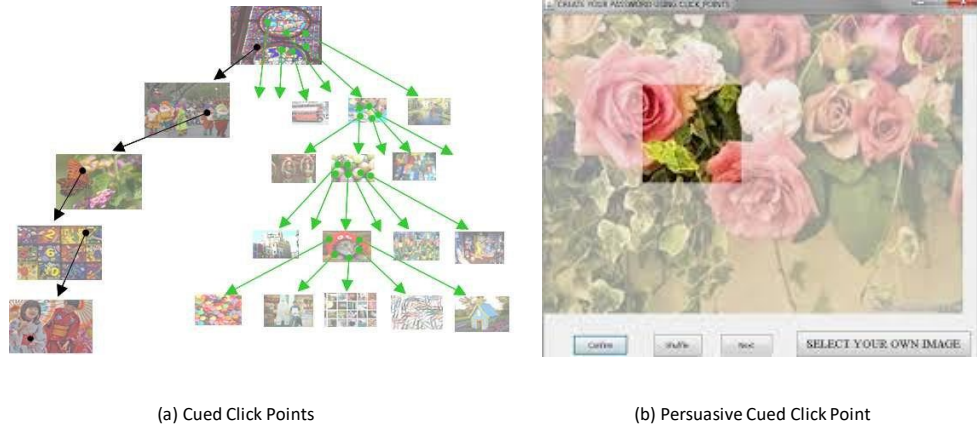 CREATE YOUR PASSWORD USING CLICK POINTS
Confirm
Shuffle
Next
SELECT YOUR OWN IMAGE
(a) Cued Click Points
(b) Persuasive Cued Click Point